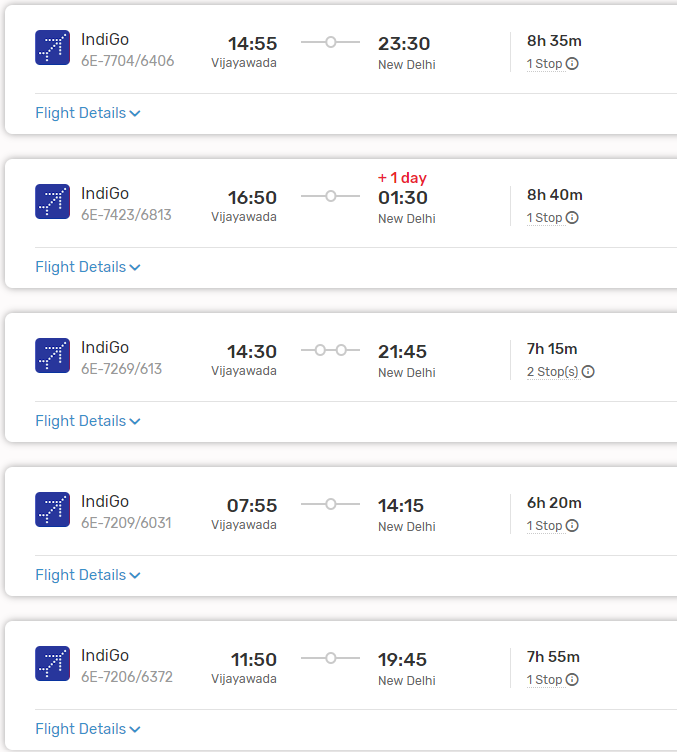 IndiGo 14:55 23:30 8h 35m
6E-7704/6406 Vijayawada New Delhi 1 Stop
Flight Details
+ 1 day
IndiGo 16:50 01:30 8h 40m
6E-7423/6813 Vijayawada New Delhi 1 Stop
Flight Details
IndiGo 14:30 21:45 7h 15m
6E-7269/613 Vijayawada New Delhi 2 Stop(s)
Flight Details
IndiGo 07:55 14:15 6h 20m
6E-7209/6031 Vijayawada New Delhi 1 Stop
Flight Details
IndiGo 11:50 19:45 7h 55m
6E-7206/6372 Vijayawada New Delhi 1 Stop
Flight Details